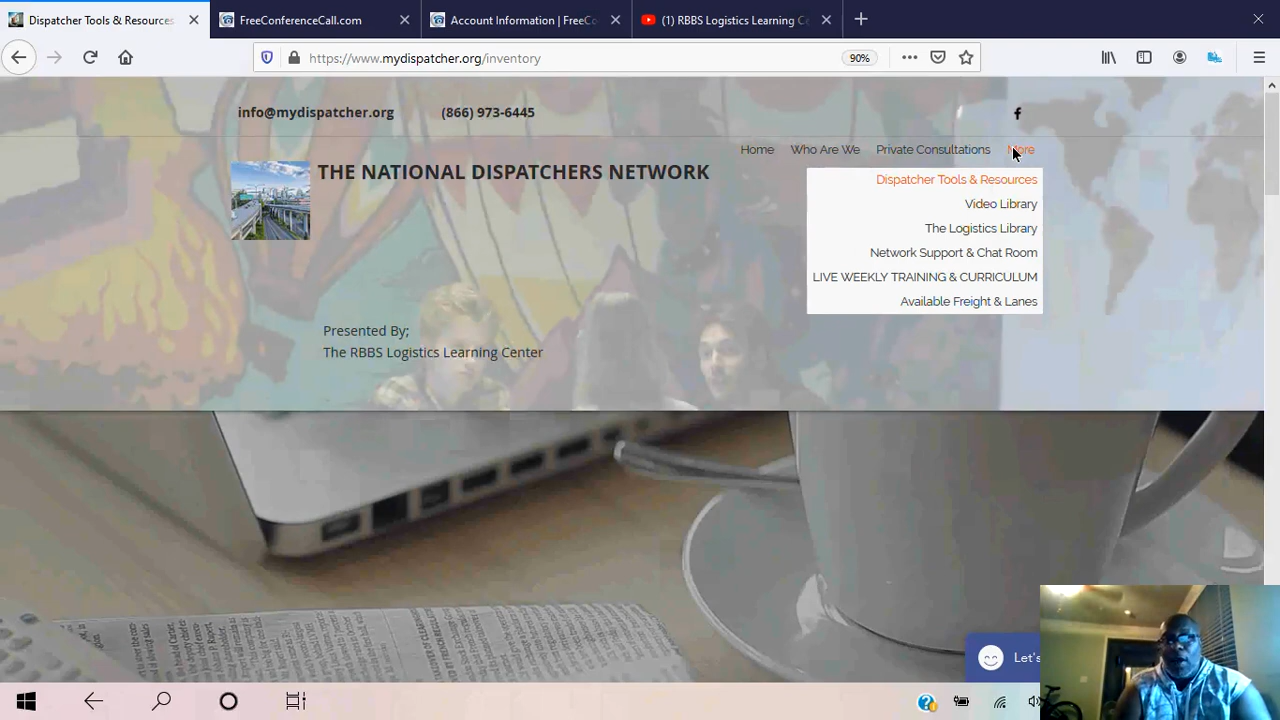 Dispatcher Tools & Resources
FreeConferenceCall.com
Account Information | FreeCo
(1) RBBS Logistics Learning C
https://www.mydispatcher.org/inventory
90%
info@mydispatcher.org
(866) 973-6445
Home
Who Are We
Private Consultations
More
THE NATIONAL DISPATCHERS NETWORK
Dispatcher Tools & Resources
Video Library
The Logistics Library
Network Support & Chat Room
LIVE WEEKLY TRAINING & CURRICULUM
Available Freight & Lanes
Presented By;
The RBBS Logistics Learning Center
Let's